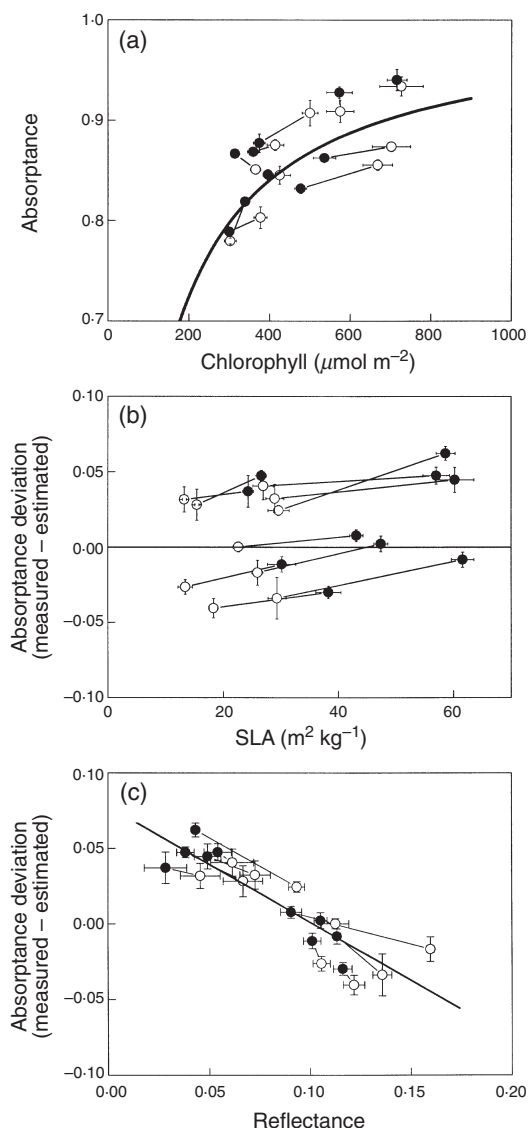 (a)
1·0
0·9
0·8
0·7
Absorptance
0
200
400
600
800
1000
Chlorophyll (μmol m⁻²)
(b)
0·10
0·05
0·00
−0·05
−0·10
Absorptance deviation
(measured – estimated)
0
20
40
60
SLA (m² kg⁻¹)
(c)
0·10
0·05
0·00
−0·05
−0·10
Absorptance deviation
(measured – estimated)
0·00
0·05
0·10
0·15
0·20
Reflectance